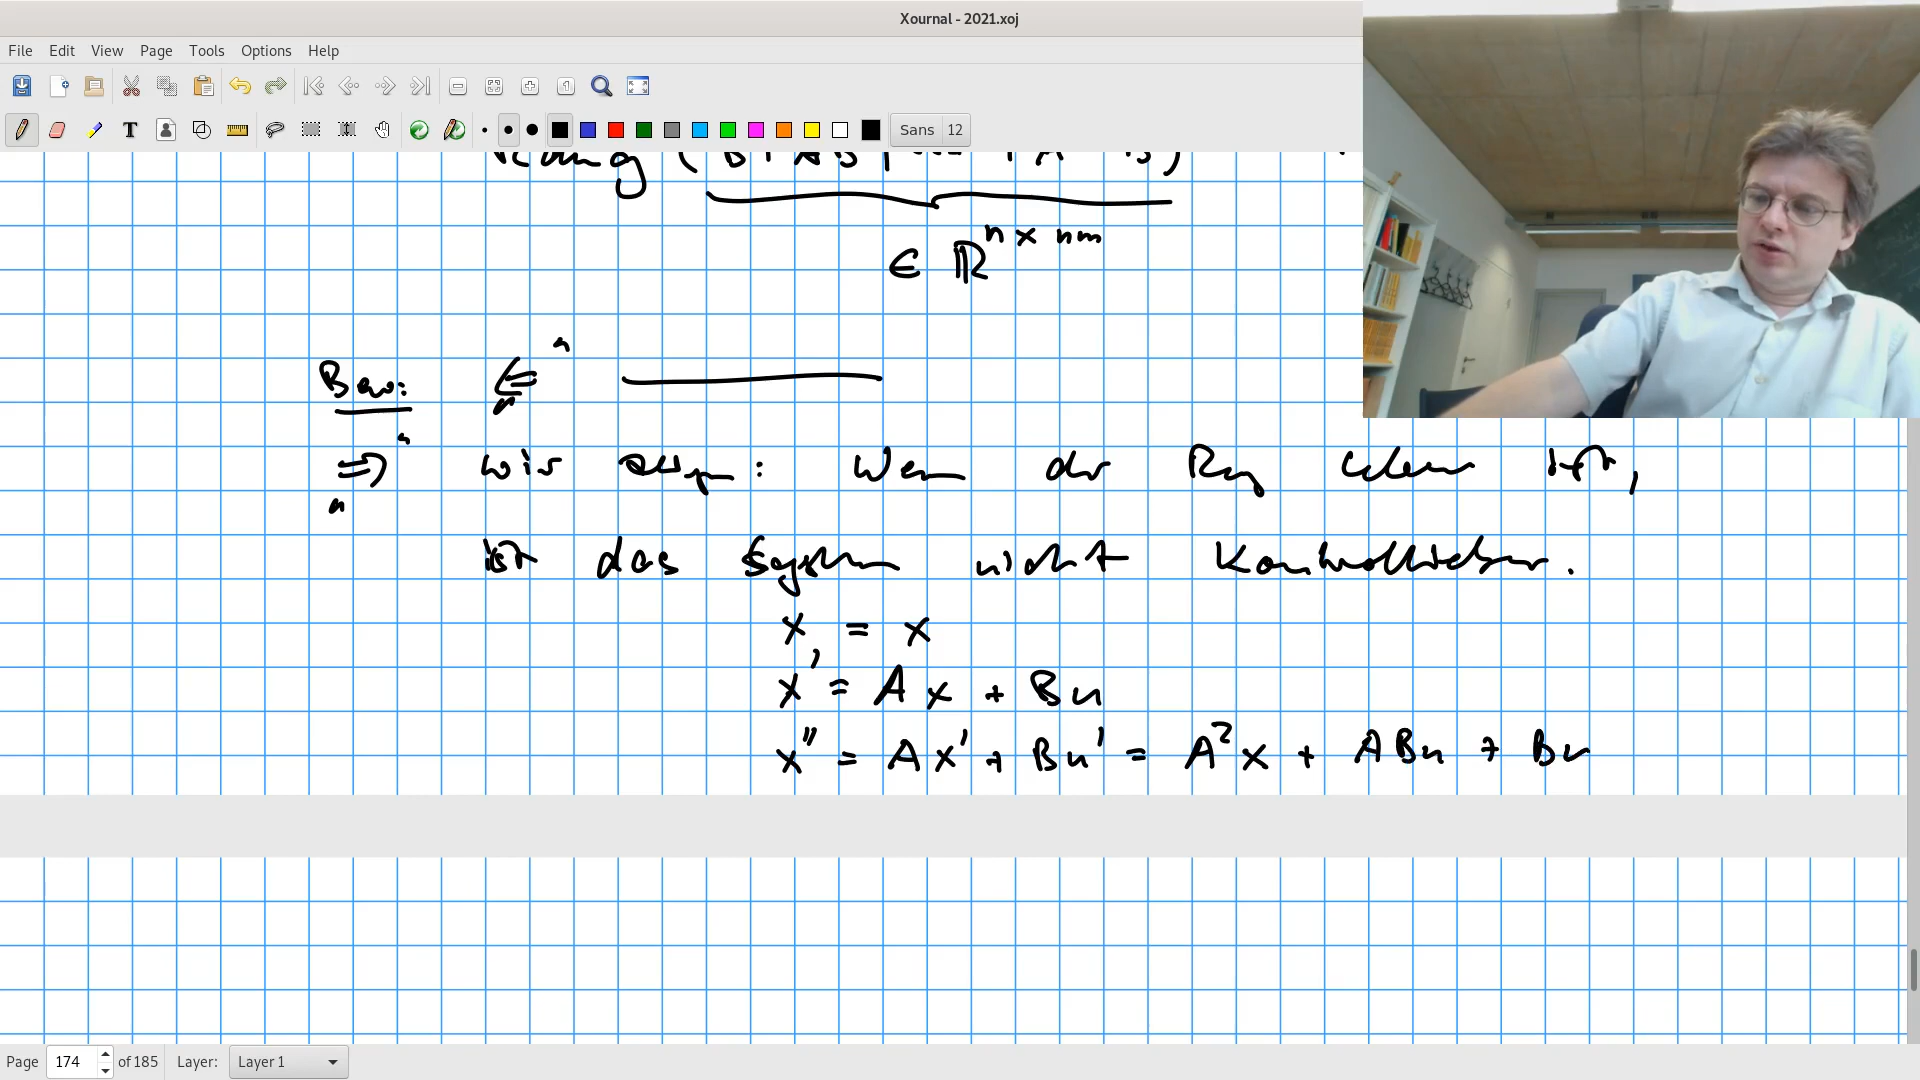 Xournal - 2021.xoj
File Edit View Page Tools Options Help
Sans 12
Rang (B | AB | ... | A B)
∈ ℝ^{n × nm}
Bew: "⇐"
"⇒" wir zeigen: Wenn der Rang kleiner ist,
ist das System nicht kontrollierbar.
x = x
x' = Ax + Bu
x'' = Ax' + Bu' = A²x + ABu + Bu
Page 174 of 185 Layer: Layer 1